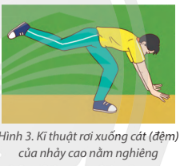 Hình 3. Kĩ thuật rơi xuống cát (đệm)
của nhảy cao nằm nghiêng